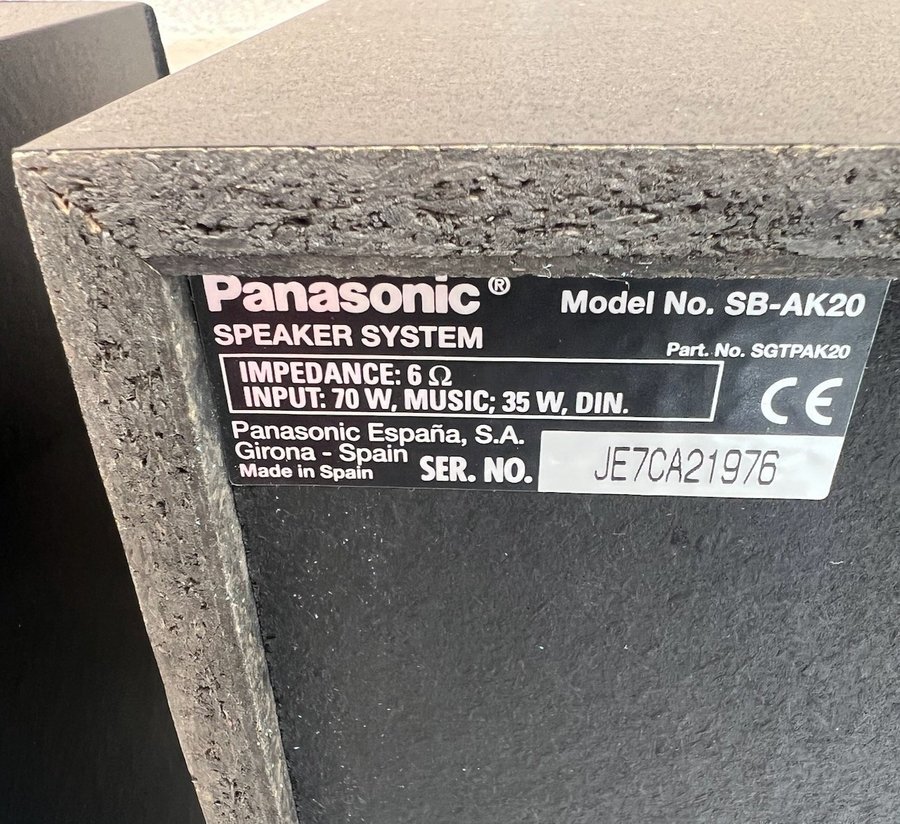 Panasonic® Model No. SB-AK20
SPEAKER SYSTEM
Part. No. SGTPAK20
IMPEDANCE: 6 Ω
INPUT: 70 W, MUSIC; 35 W, DIN.
CE
Panasonic España, S.A.
Girona - Spain
Made in Spain
SER. NO. JE7CA21976